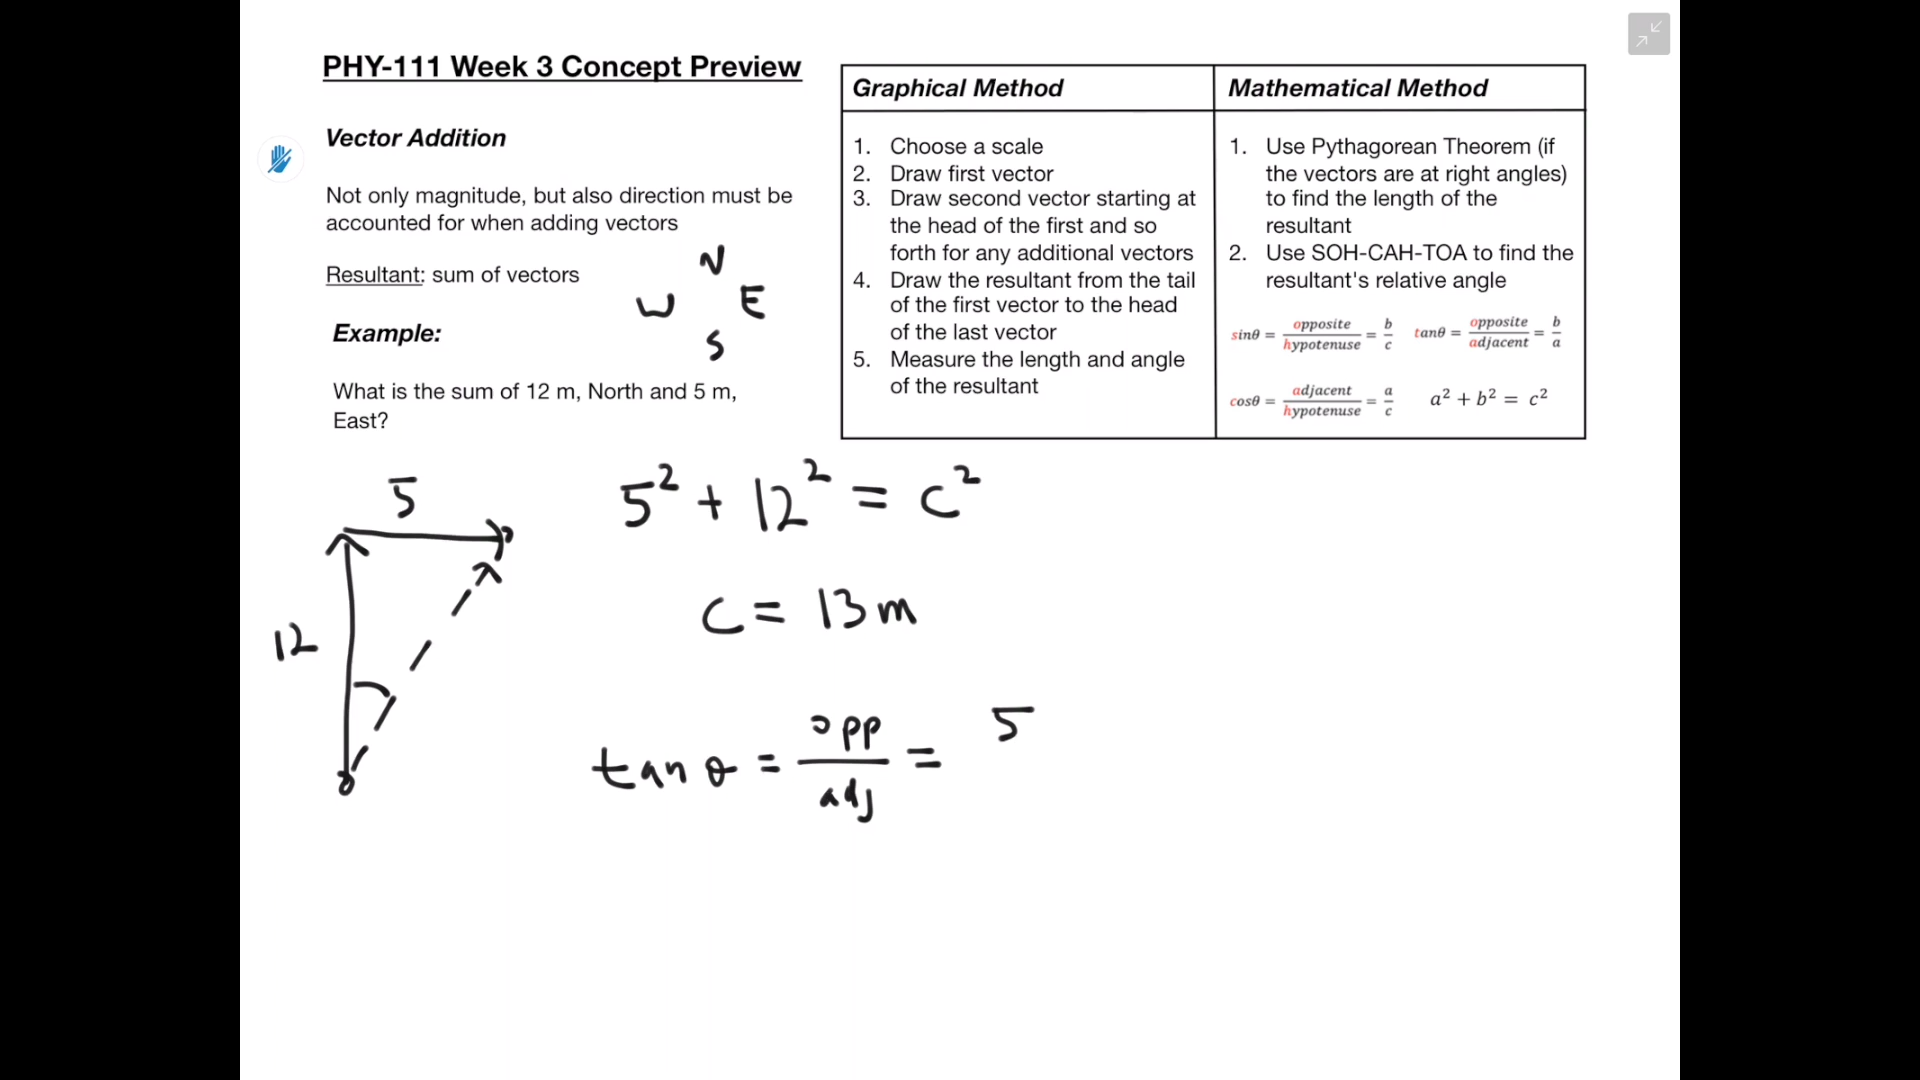 PHY-111 Week 3 Concept Preview
Vector Addition
Not only magnitude, but also direction must be
accounted for when adding vectors
Resultant: sum of vectors
N
W E
S
Example:
What is the sum of 12 m, North and 5 m,
East?
Graphical Method
1. Choose a scale
2. Draw first vector
3. Draw second vector starting at
the head of the first and so
forth for any additional vectors
4. Draw the resultant from the tail
of the first vector to the head
of the last vector
5. Measure the length and angle
of the resultant
Mathematical Method
1. Use Pythagorean Theorem (if
the vectors are at right angles)
to find the length of the
resultant
2. Use SOH-CAH-TOA to find the
resultant's relative angle
sinθ = opposite/hypotenuse = b/c tanθ = opposite/adjacent = b/a
cosθ = adjacent/hypotenuse = a/c a² + b² = c²
5
12
5² + 12² = c²
c = 13 m
tan θ = opp/adj = 5